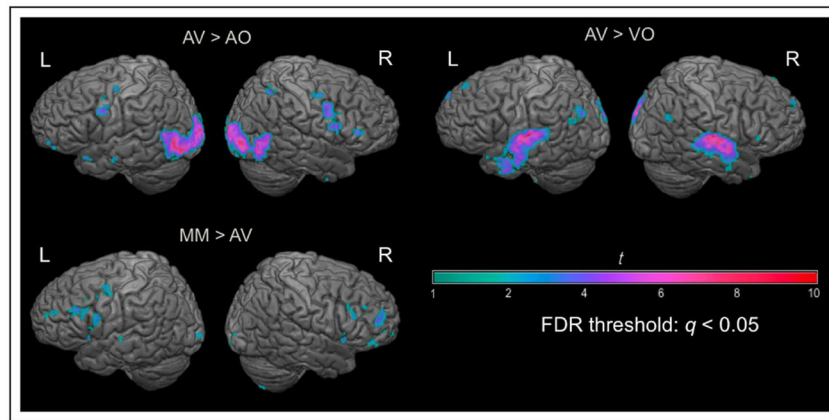 AV > AO
L
R
AV > VO
L
R
MM > AV
L
R
t
1 2 4 6 8 10
FDR threshold: q < 0.05